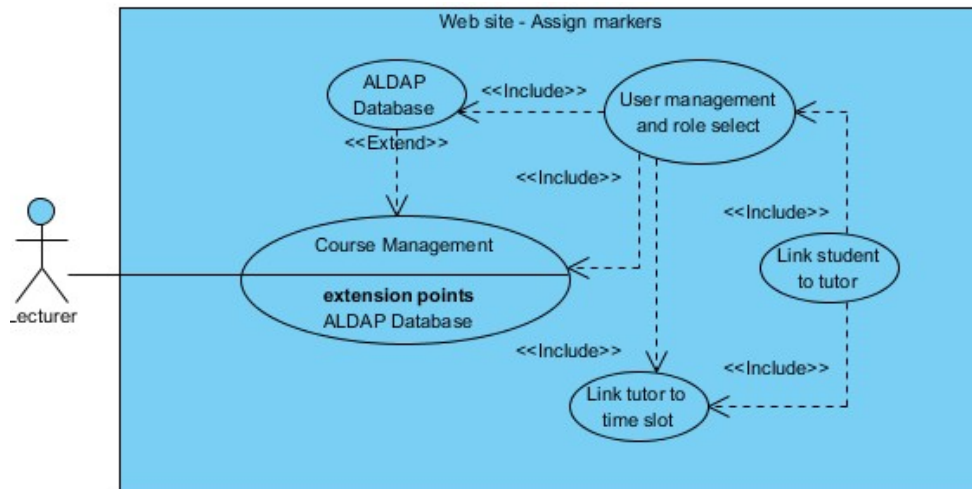 Web site - Assign markers
ALDAP
Database
<<Include>>
User management
and role select
<<Extend>>
<<Include>>
<<Include>>
Course Management
Link student
to tutor
extension points
ALDAP Database
.ecturer
<<Include>>
<<Include>>
Link tutor to
time slot